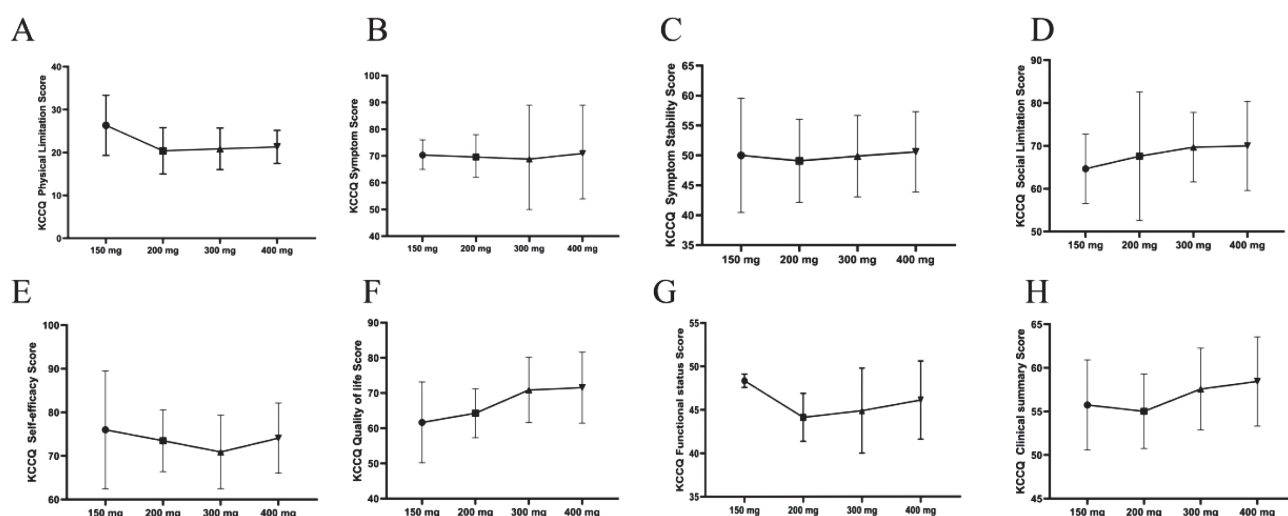 A
KCCQ Physical Limitation Score
40
30
20
10
0
150 mg 200 mg 300 mg 400 mg
B
KCCQ Symptom Score
100
90
80
70
60
50
40
150 mg 200 mg 300 mg 400 mg
C
KCCQ Symptom Stability Score
65
60
55
50
45
40
35
150 mg 200 mg 300 mg 400 mg
D
KCCQ Social Limitation Score
90
80
70
60
50
150 mg 200 mg 300 mg 400 mg
E
KCCQ Self-efficacy Score
100
90
80
70
60
150 mg 200 mg 300 mg 400 mg
F
KCCQ Quality of life Score
90
80
70
60
50
40
150 mg 200 mg 300 mg 400 mg
G
KCCQ Functional status Score
55
50
45
40
35
150 mg 200 mg 300 mg 400 mg
H
KCCQ Clinical summary Score
65
60
55
50
45
150 mg 200 mg 300 mg 400 mg